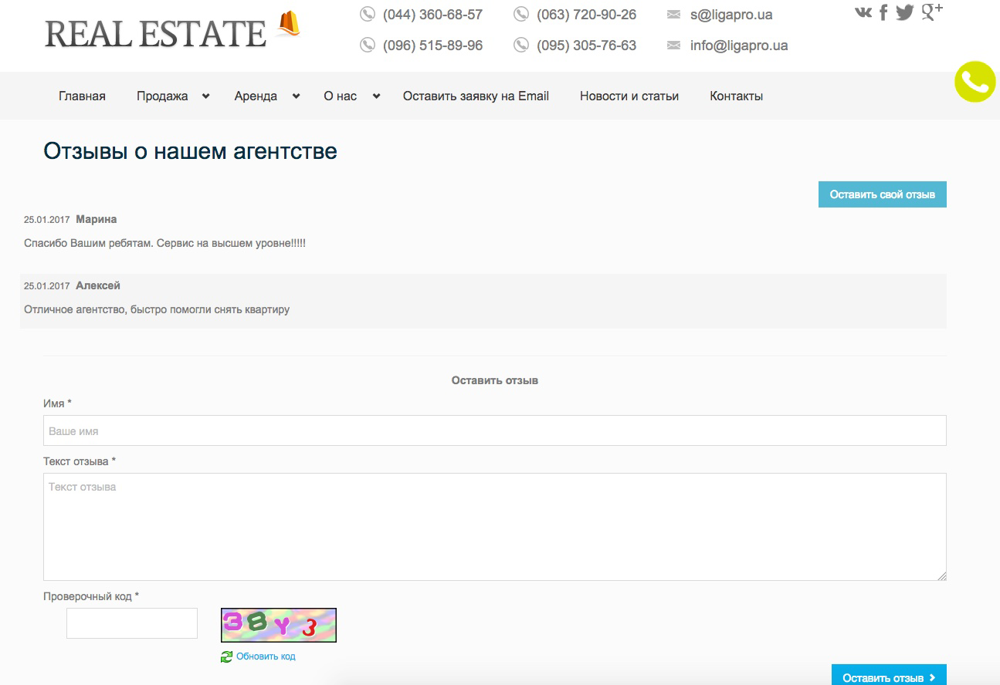 REAL ESTATE
(044) 360-68-57
(063) 720-90-26
s@ligapro.ua
(096) 515-89-96
(095) 305-76-63
info@ligapro.ua
Главная Продажа Аренда О нас Оставить заявку на Email Новости и статьи Контакты
Отзывы о нашем агентстве
Оставить свой отзыв
25.01.2017 Марина
Спасибо Вашим ребятам. Сервис на высшем уровне!!!!!
25.01.2017 Алексей
Отличное агентство, быстро помогли снять квартиру
Оставить отзыв
Имя *
Ваше имя
Текст отзыва *
Текст отзыва
Проверочный код *
38Y3
Обновить код
Оставить отзыв